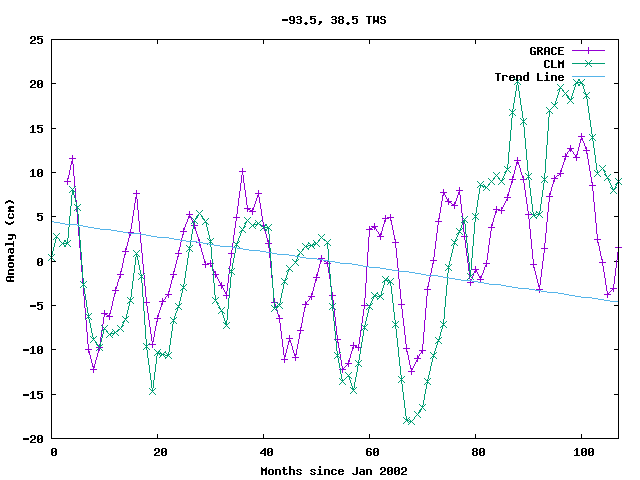 -93.5, 38.5 TWS
GRACE
CLM
Trend Line
25
20
15
10
5
0
-5
-10
-15
-20
Anomaly (cm)
0 20 40 60 80 100
Months since Jan 2002